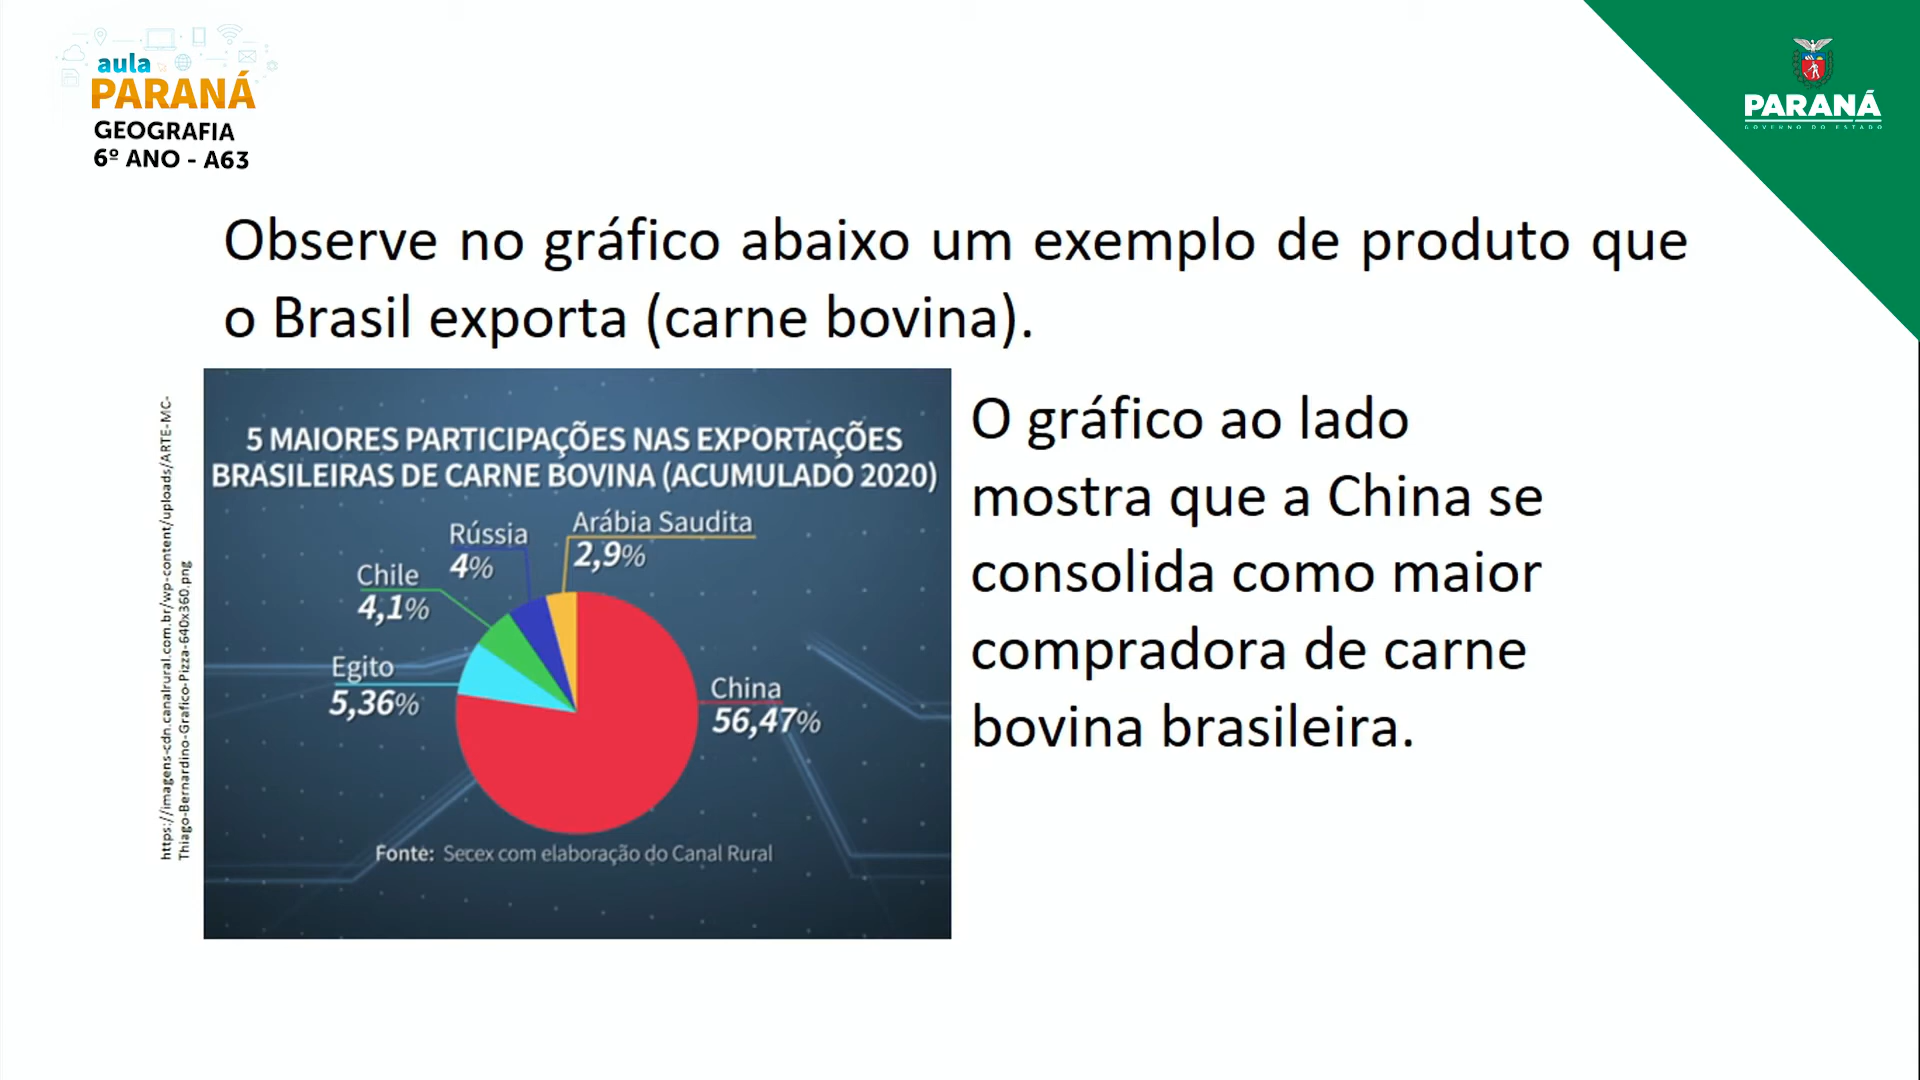 aula
PARANÁ
GEOGRAFIA
6º ANO - A63
PARANÁ
GOVERNO DO ESTADO
Observe no gráfico abaixo um exemplo de produto que
o Brasil exporta (carne bovina).
https://imagens-cdn.canalrural.com.br/wp-content/uploads/ARTE-MC-
Thiago-Bernardino-Grafico-Pizza-640x360.png
5 MAIORES PARTICIPAÇÕES NAS EXPORTAÇÕES
BRASILEIRAS DE CARNE BOVINA (ACUMULADO 2020)
Arábia Saudita
2,9%
Rússia
4%
Chile
4,1%
Egito
5,36%
China
56,47%
Fonte: Secex com elaboração do Canal Rural
O gráfico ao lado
mostra que a China se
consolida como maior
compradora de carne
bovina brasileira.